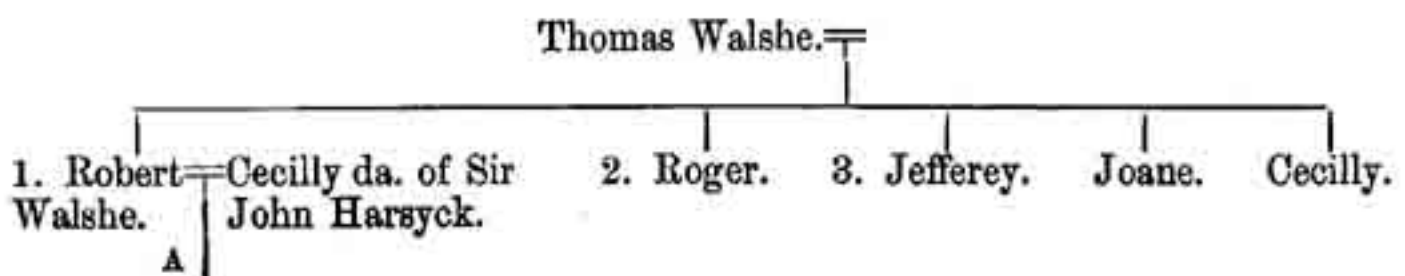 Thomas Walshe.
1. Robert Cecilly da. of Sir 2. Roger. 3. Jefferey. Joane. Cecilly.
Walshe. John Harsyck.
A